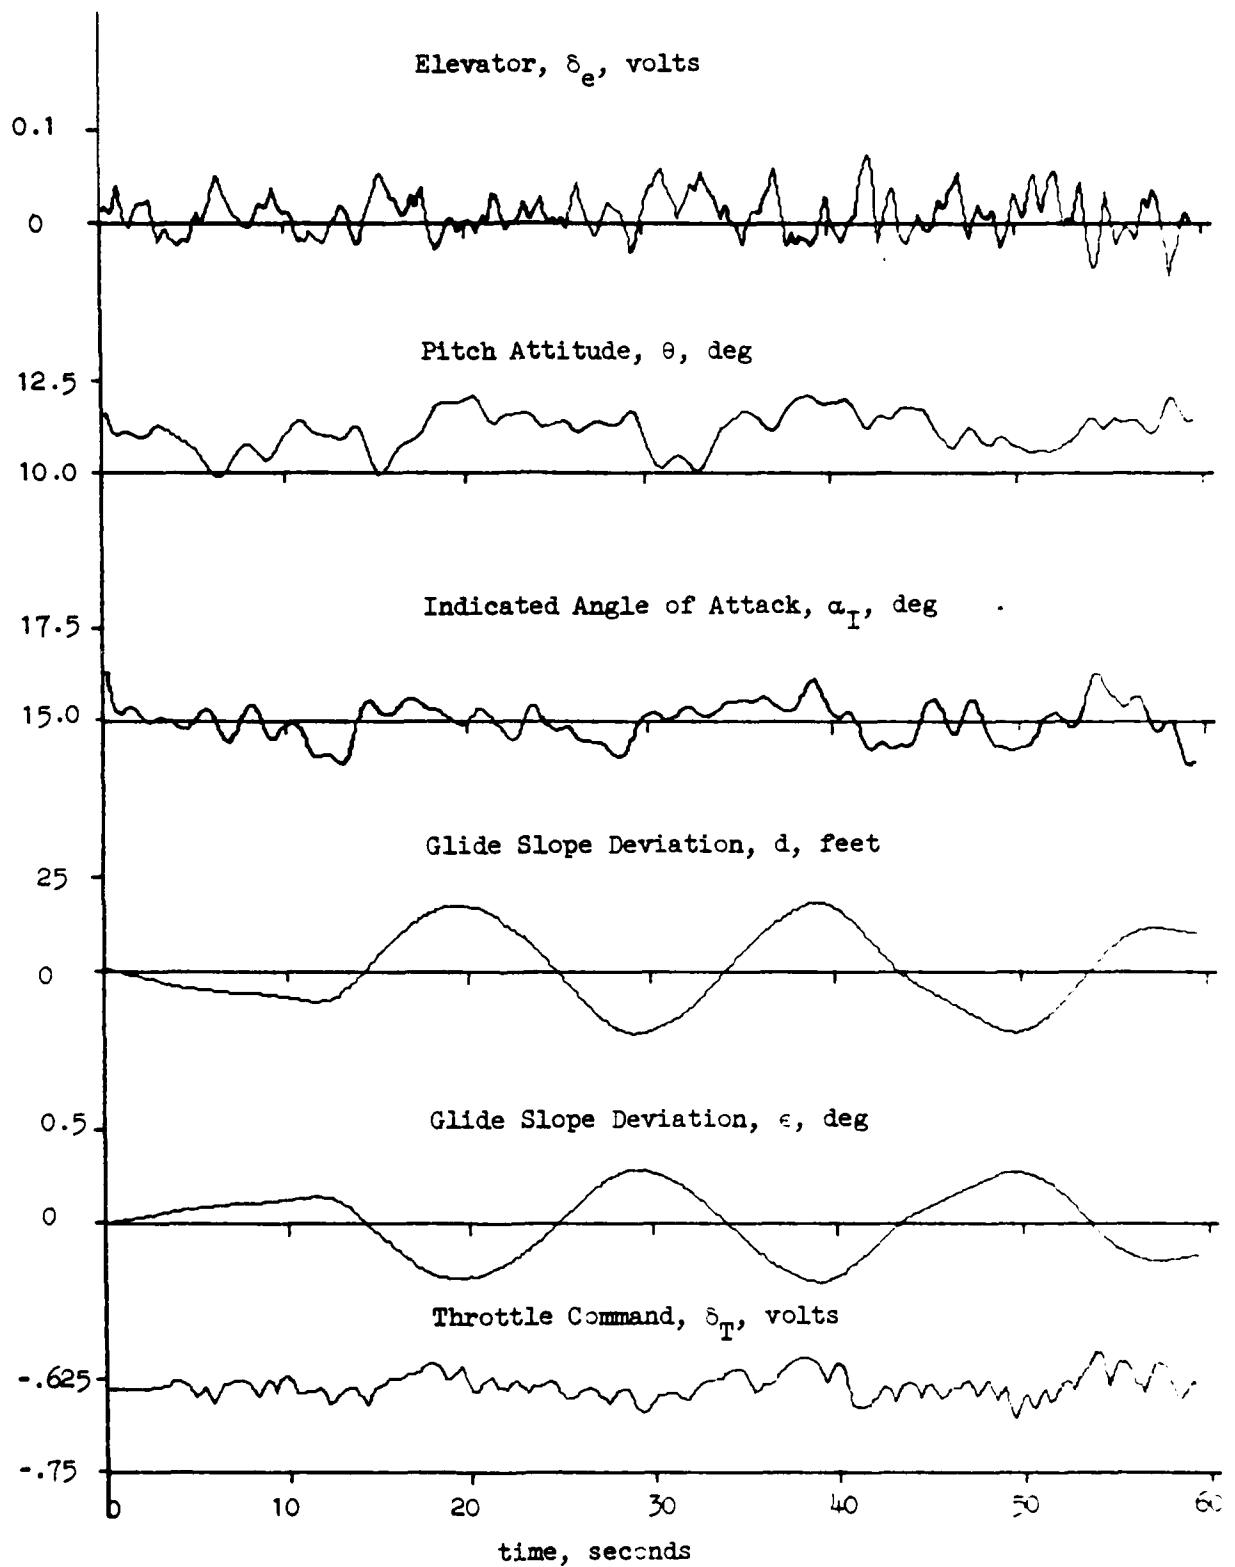 Elevator, δe, volts
0.1
0
Pitch Attitude, θ, deg
12.5
10.0
Indicated Angle of Attack, αI, deg
17.5
15.0
Glide Slope Deviation, d, feet
25
0
Glide Slope Deviation, ϵ, deg
0.5
0
Throttle Command, δT, volts
-.625
-.75
0 10 20 30 40 50 60
time, seconds